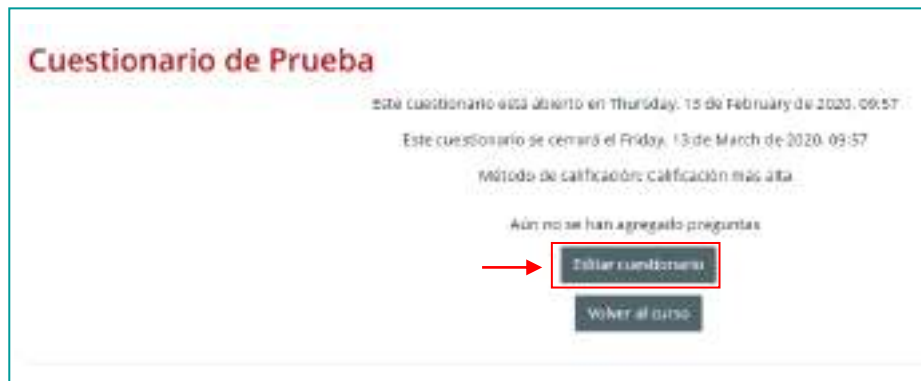 Cuestionario de Prueba
Este cuestionario está abierto en Thursday, 13 de February de 2020, 09:57
Este cuestionario se cerrará el Friday, 13 de March de 2020, 09:57
Método de calificación: Calificación más alta
Aún no se han agregado preguntas
Editar cuestionario
Volver al curso